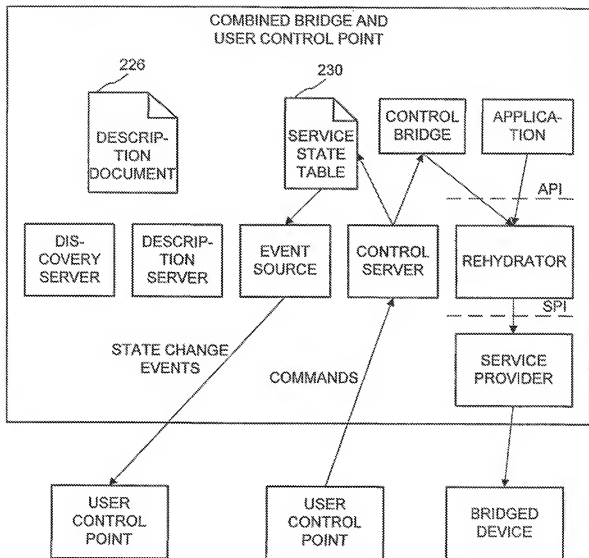 COMBINED BRIDGE AND
USER CONTROL POINT
226
230
DESCRIP-
TION
DOCUMENT
SERVICE
STATE
TABLE
CONTROL
BRIDGE
APPLICA-
TION
API
DIS-
COVERY
SERVER
DESCRIP-
TION
SERVER
EVENT
SOURCE
CONTROL
SERVER
REHYDRATOR
SPI
STATE CHANGE
EVENTS
COMMANDS
SERVICE
PROVIDER
USER
CONTROL
POINT
USER
CONTROL
POINT
BRIDGED
DEVICE